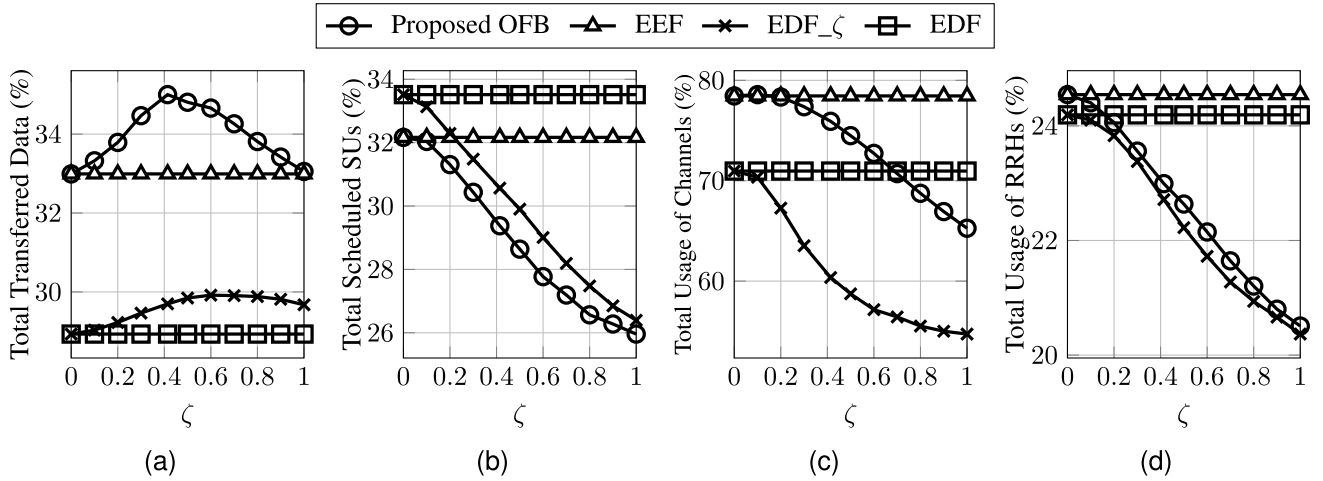 Proposed OFB EEF EDF_ζ EDF
Total Transferred Data (%)
34
32
30
0 0.2 0.4 0.6 0.8 1
ζ
(a)
Total Scheduled SUs (%)
34
32
30
28
26
0 0.2 0.4 0.6 0.8 1
ζ
(b)
Total Usage of Channels (%)
80
70
60
0 0.2 0.4 0.6 0.8 1
ζ
(c)
Total Usage of RRHs (%)
24
22
20
0 0.2 0.4 0.6 0.8 1
ζ
(d)